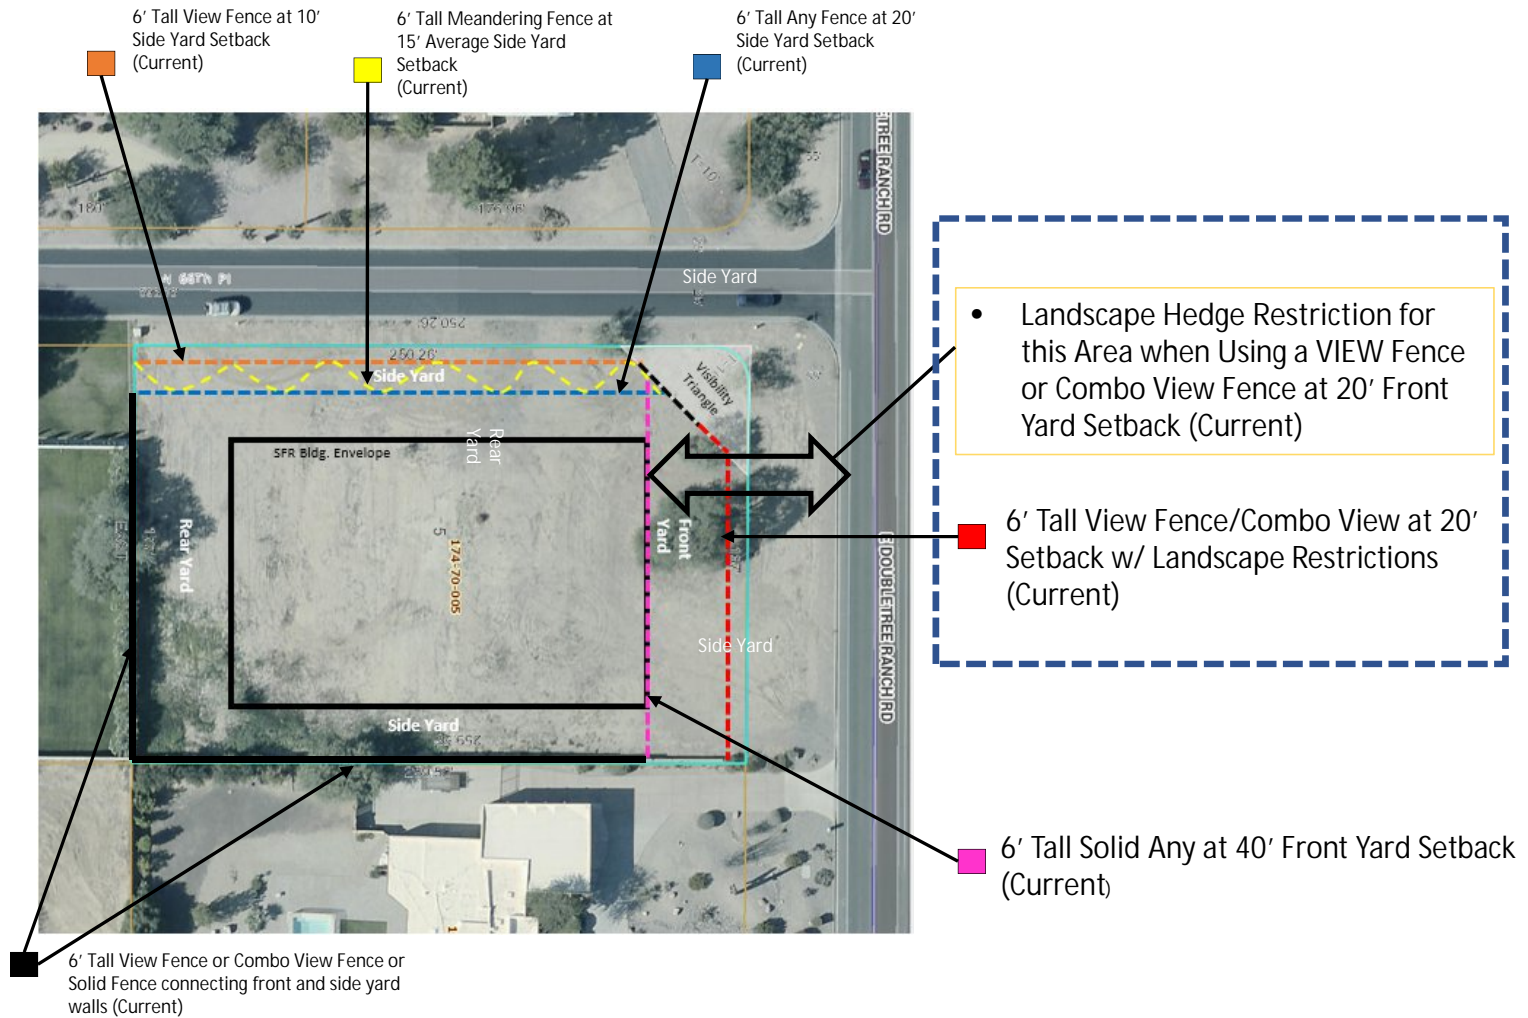 6’ Tall View Fence at 10’
Side Yard Setback
(Current)
6’ Tall Meandering Fence at
15’ Average Side Yard
Setback
(Current)
6’ Tall Any Fence at 20’
Side Yard Setback
(Current)
E DOUBLETREE RANCH RD
180'
N 66TH Pl
Side Yard
250.26'
250.26'
Side Yard
Visibility
Triangle
Rear
Yard
SFR Bldg. Envelope
• Landscape Hedge Restriction for
this Area when Using a VIEW Fence
or Combo View Fence at 20’ Front
Yard Setback (Current)
Rear Yard
5
174-70-005
Front
Yard
6’ Tall View Fence/Combo View at 20’
Setback w/ Landscape Restrictions
(Current)
E DOUBLETREE RANCH RD
Side Yard
Side Yard
6’ Tall Solid Any at 40’ Front Yard Setback
(Current)
6’ Tall View Fence or Combo View Fence or
Solid Fence connecting front and side yard
walls (Current)